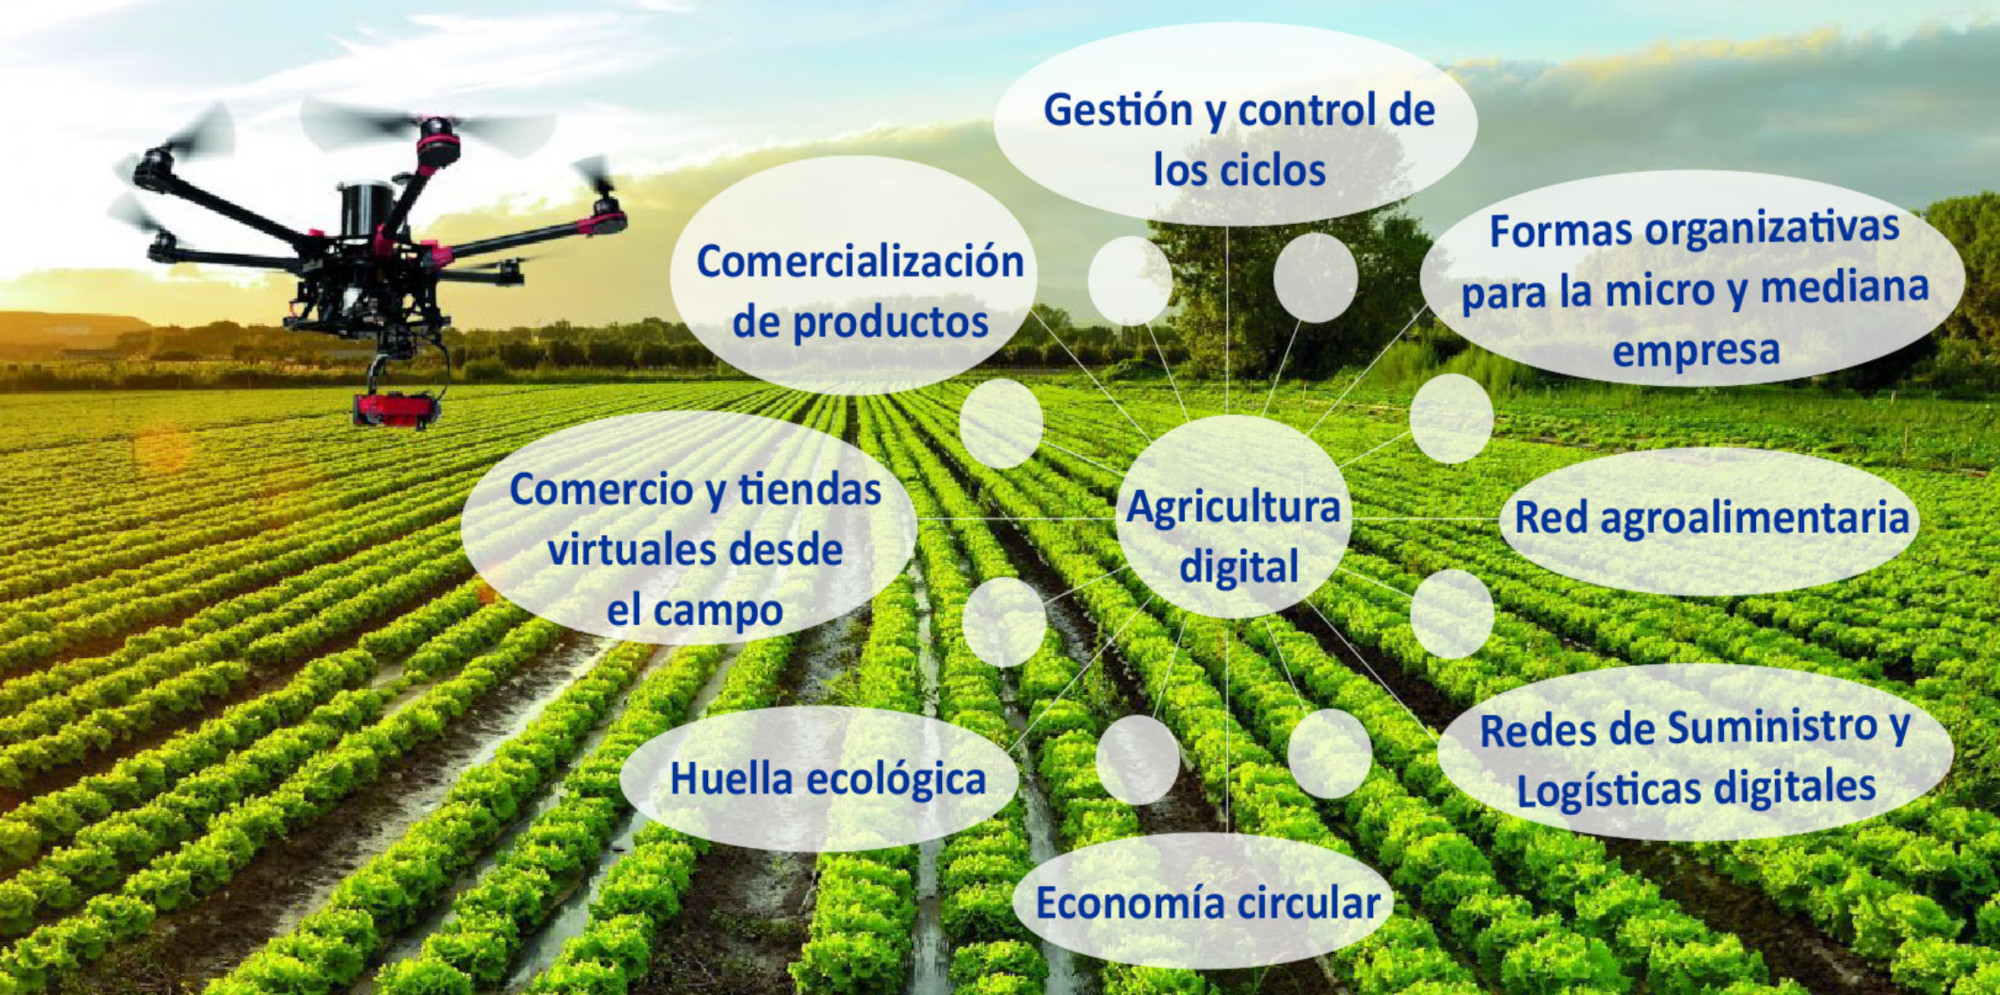 Gestión y control de
los ciclos
Formas organizativas
para la micro y mediana
empresa
Comercialización
de productos
Comercio y tiendas
virtuales desde
el campo
Agricultura
digital
Red agroalimentaria
Redes de Suministro y
Logísticas digitales
Huella ecológica
Economía circular